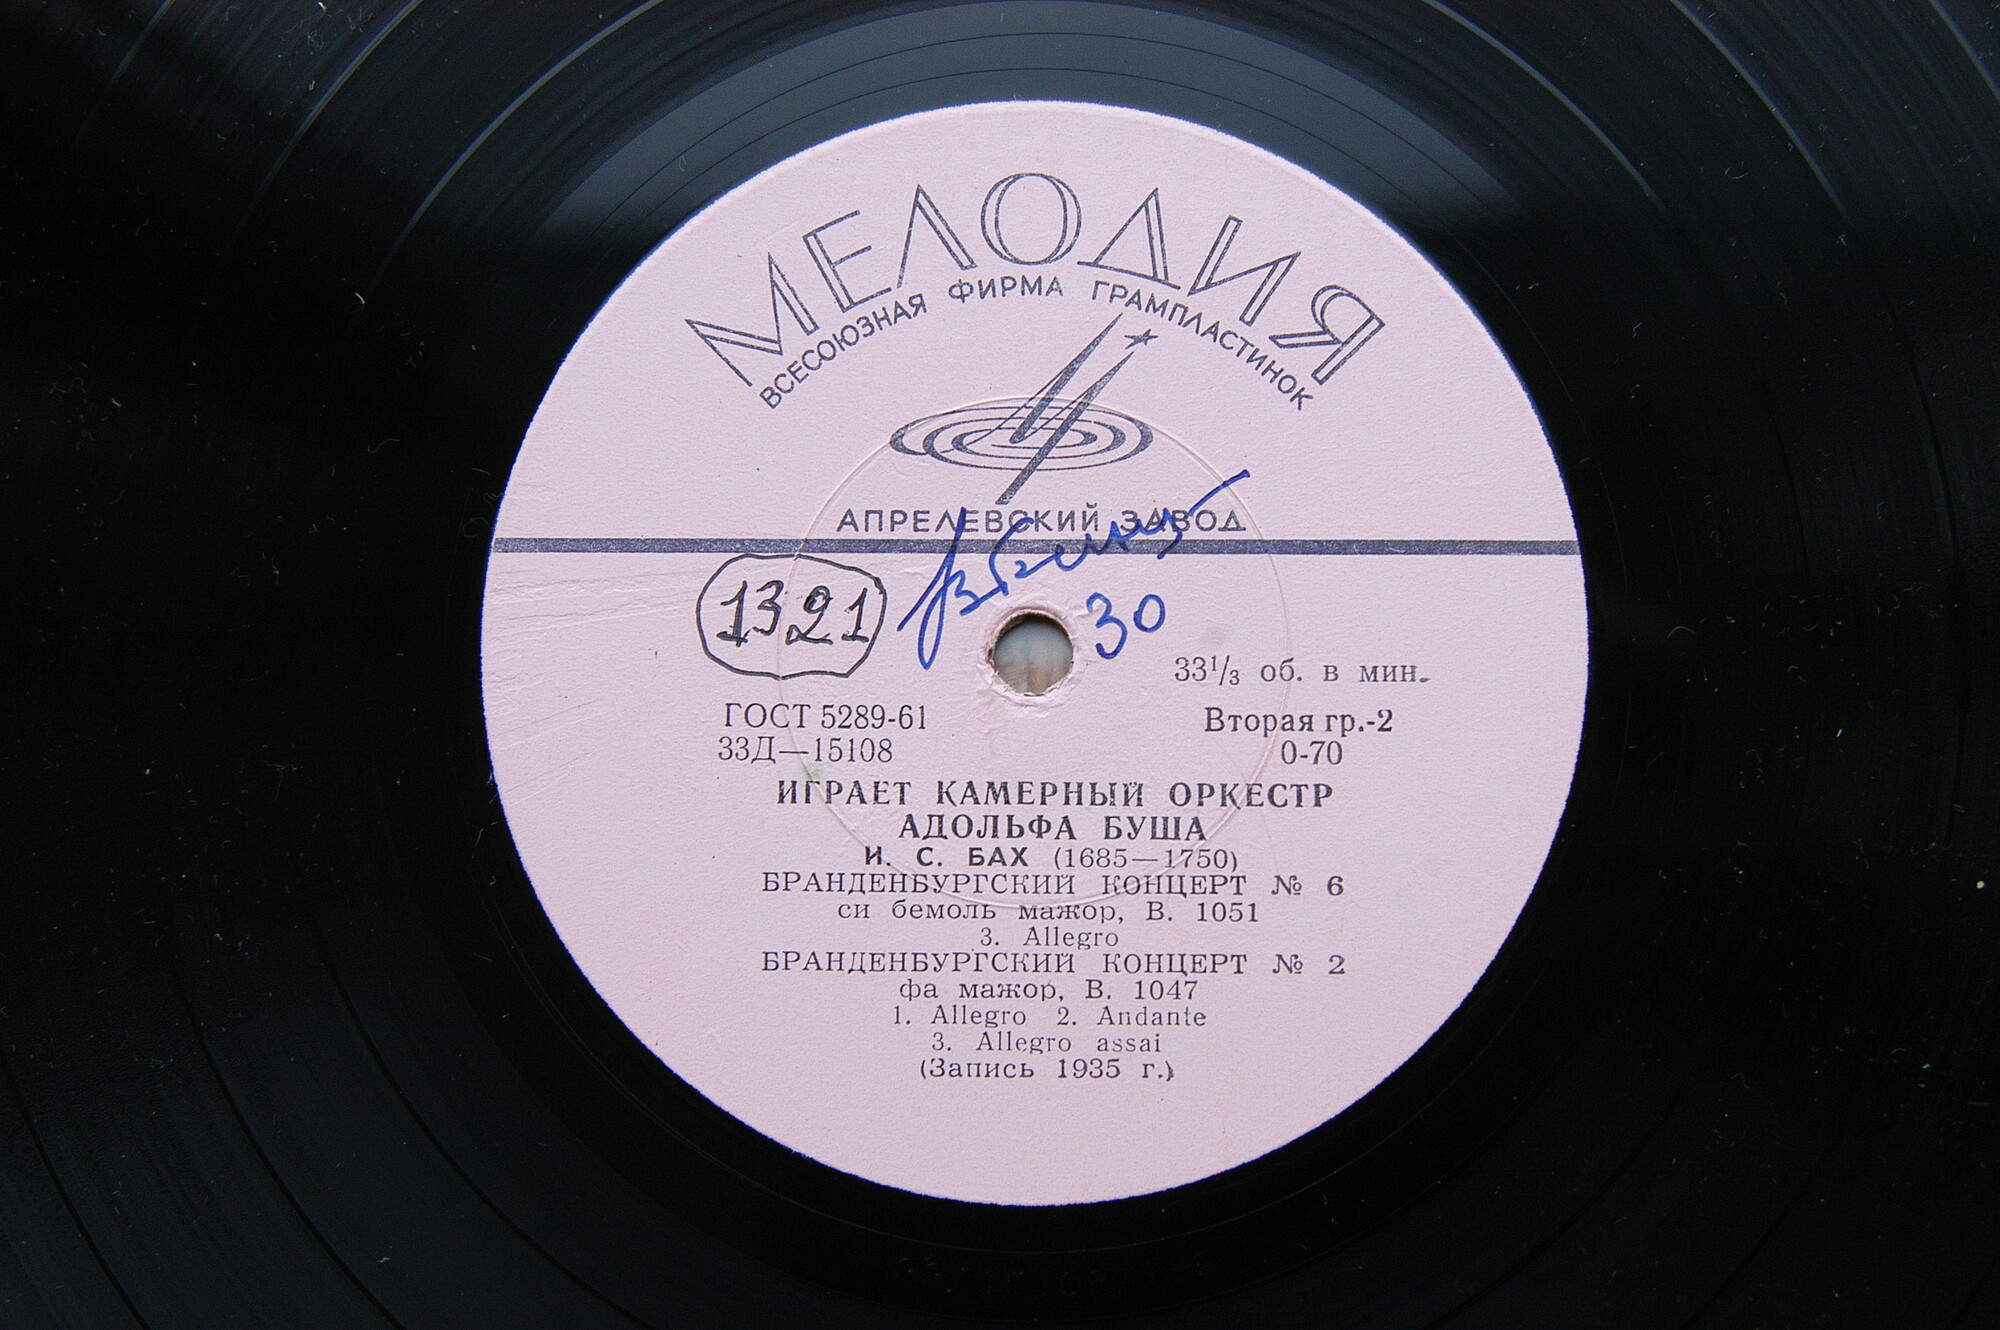 МЕЛОДИЯ
ВСЕСОЮЗНАЯ ФИРМА ГРАМПЛАСТИНОК
АПРЕЛЕВСКИЙ ЗАВОД
1321
30
33¹/₃ об. в мин.
ГОСТ 5289-61
Вторая гр.-2
33Д—15108
0-70
ИГРАЕТ КАМЕРНЫЙ ОРКЕСТР
АДОЛЬФА БУША
И. С. БАХ (1685—1750)
БРАНДЕНБУРГСКИЙ КОНЦЕРТ № 6
си бемоль мажор, В. 1051
3. Allegro
БРАНДЕНБУРГСКИЙ КОНЦЕРТ № 2
фа мажор, В. 1047
1. Allegro 2. Andante
3. Allegro assai
(Запись 1935 г.)